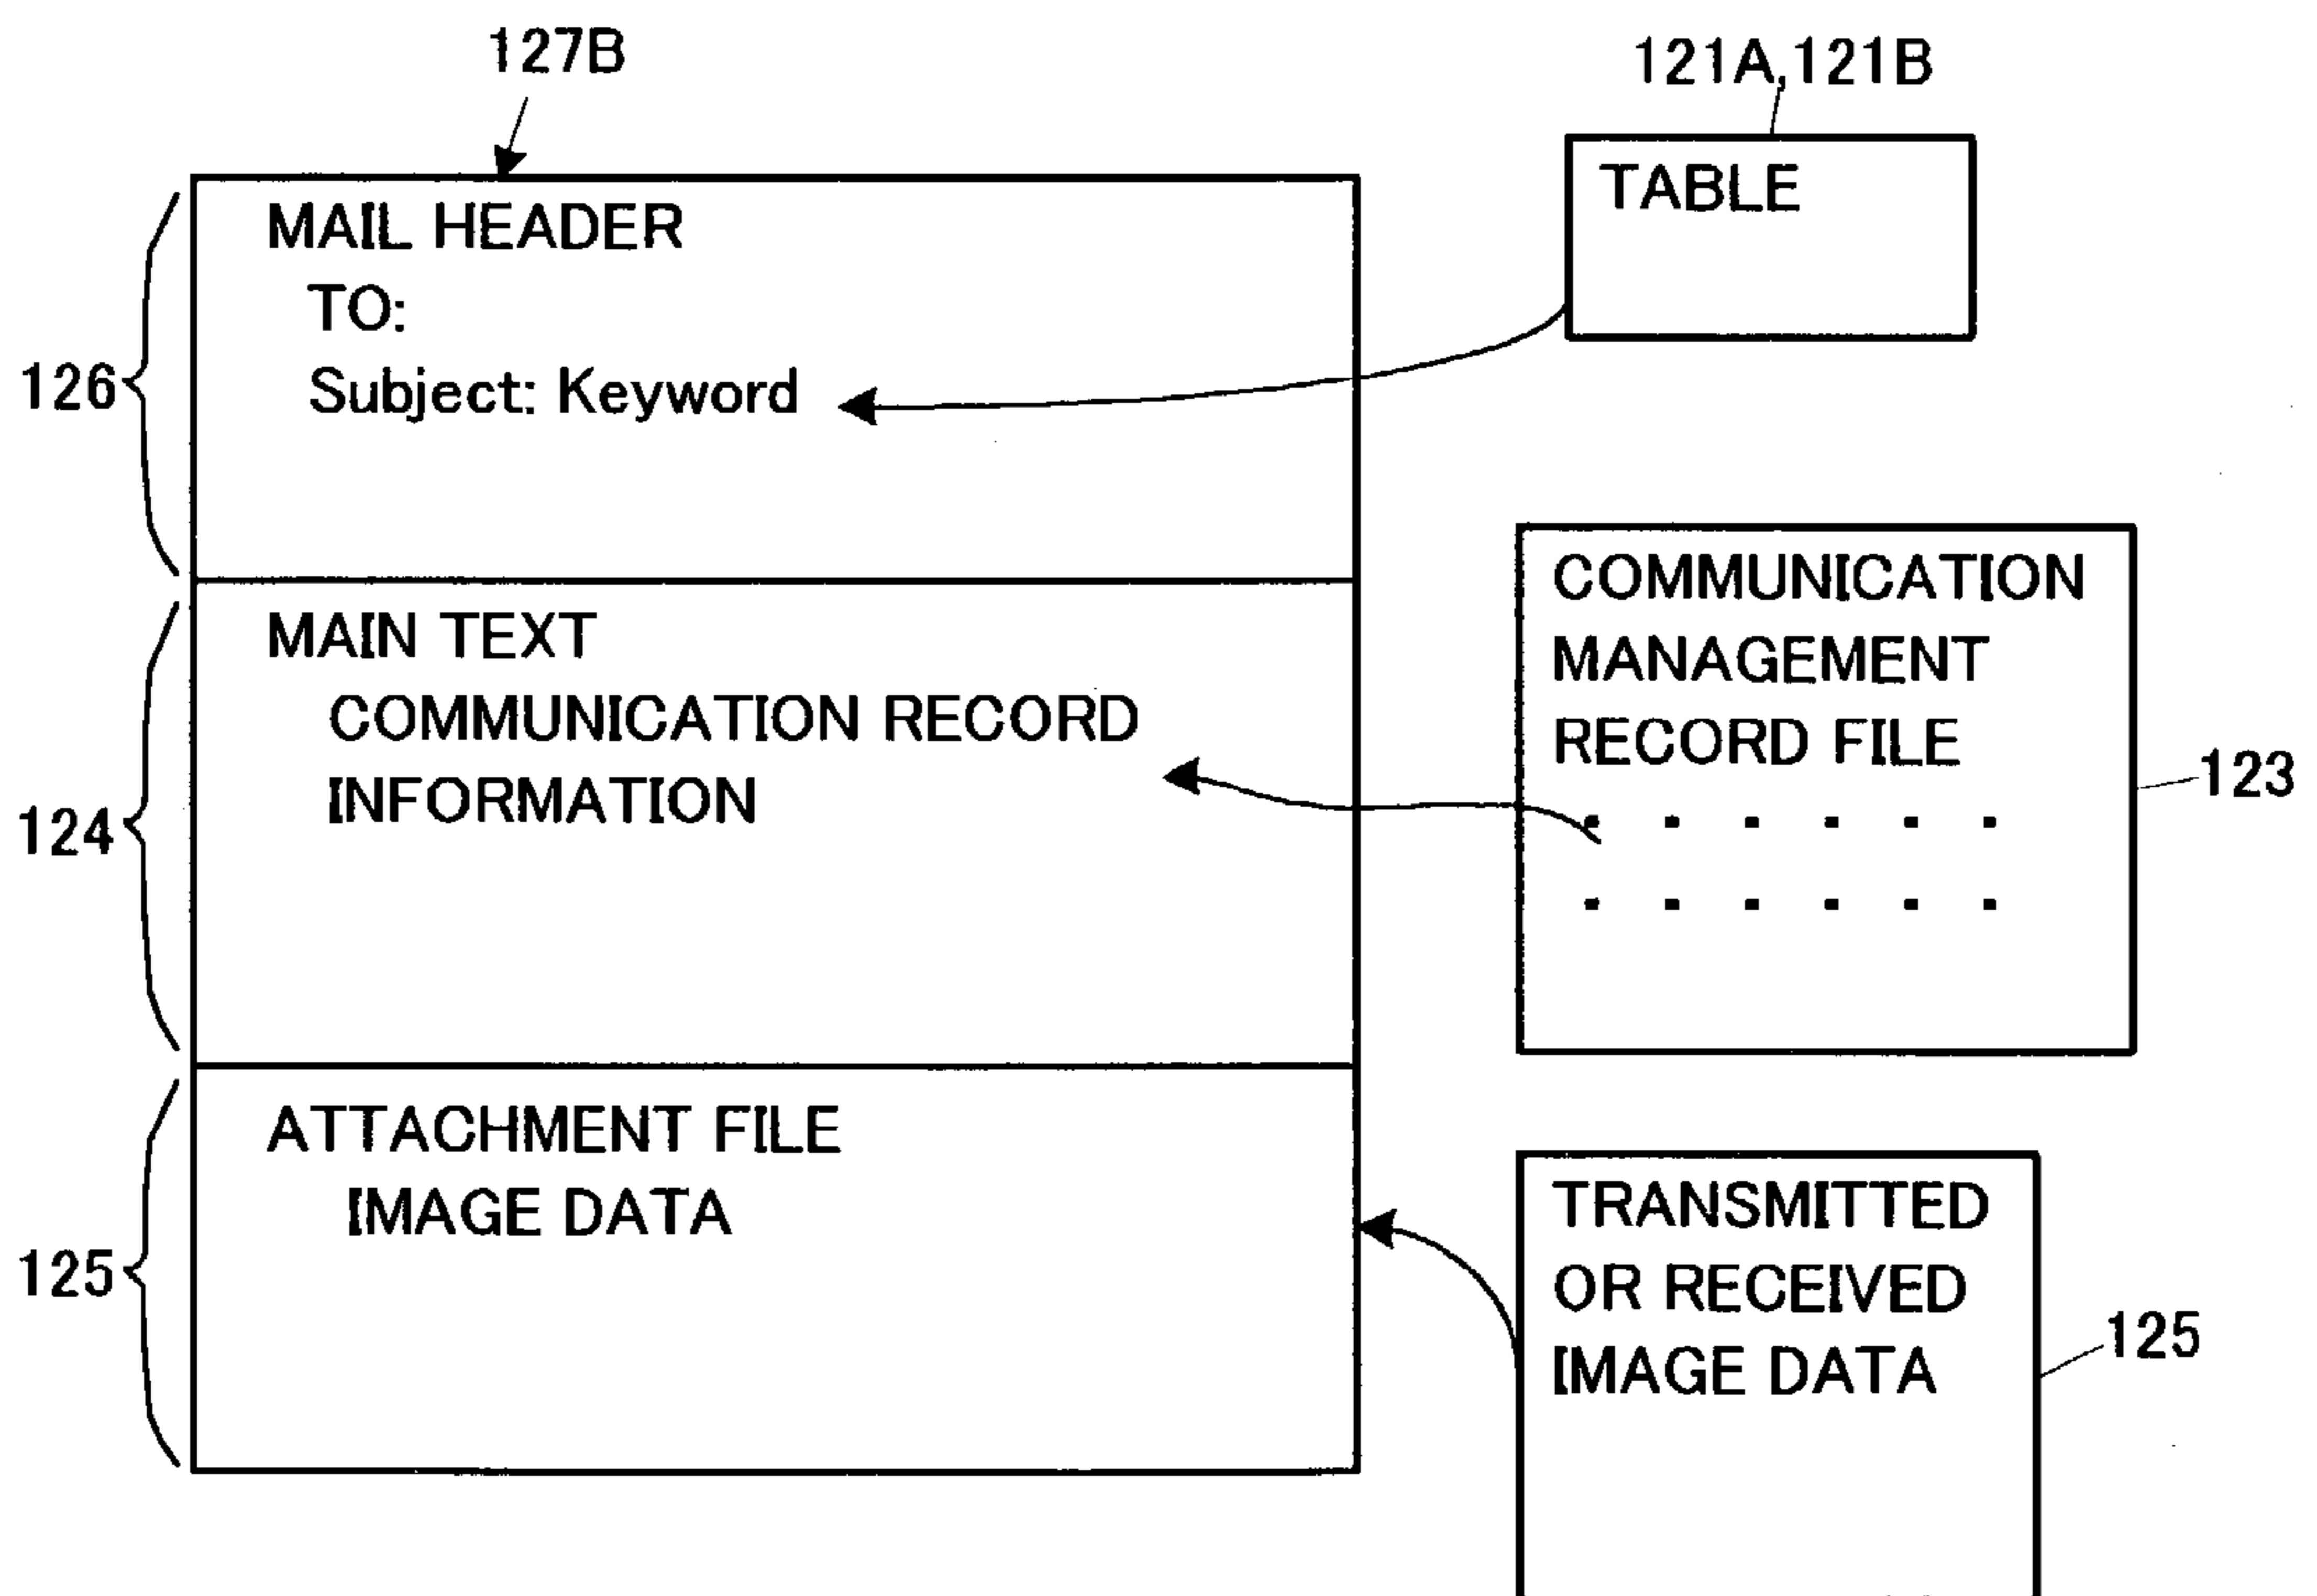 127B
121A,121B
MAIL HEADER
TO:
Subject: Keyword
126
TABLE
MAIN TEXT
COMMUNICATION RECORD
INFORMATION
124
COMMUNICATION
MANAGEMENT
RECORD FILE
. . . . . .
. . . . . .
123
ATTACHMENT FILE
IMAGE DATA
125
TRANSMITTED
OR RECEIVED
IMAGE DATA
125